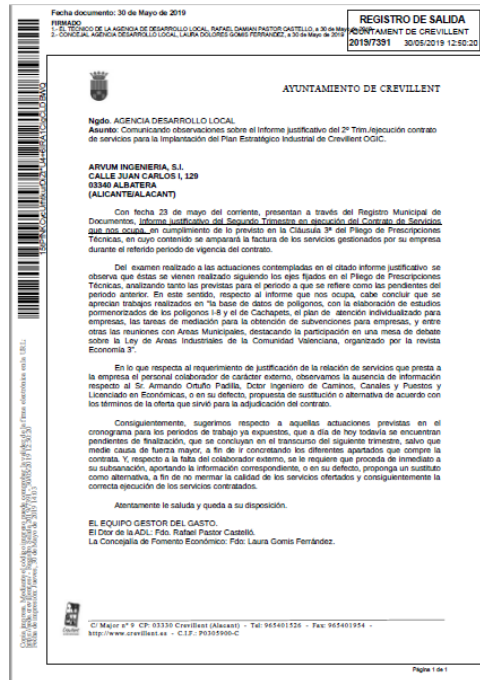 Fecha documento: 30 de Mayo de 2019
FIRMADO
1.- EL TÉCNICO DE LA AGENCIA DE DESARROLLO LOCAL, RAFAEL DAMIAN PASTOR CASTELLO, a 30 de Mayo de 2019
2.- CONCEJAL AGENCIA DESARROLLO LOCAL, LAURA DOLORES GOMIS FERRANDEZ, a 30 de Mayo de 2019
REGISTRO DE SALIDA
AJUNTAMENT DE CREVILLENT
2019/7391 30/05/2019 12:50:20
AYUNTAMIENTO DE CREVILLENT
Ngdo. AGENCIA DESARROLLO LOCAL
Asunto: Comunicando observaciones sobre el Informe justificativo del 2º Trim./ejecución contrato
de servicios para la Implantación del Plan Estratégico Industrial de Crevillent OGIC.
ARVUM INGENIERIA, S.l.
CALLE JUAN CARLOS I, 129
03340 ALBATERA
(ALICANTE/ALACANT)
Con fecha 23 de mayo del corriente, presentan a través del Registro Municipal de
Documentos, Informe justificativo del Segundo Trimestre en ejecución del Contrato de Servicios
que nos ocupa, en cumplimiento de lo previsto en la Cláusula 3ª del Pliego de Prescripciones
Técnicas, en cuyo contenido se amparará la factura de los servicios gestionados por su empresa
durante el referido periodo de vigencia del contrato.
Del examen realizado a las actuaciones contempladas en el citado informe justificativo se
observa que éstas se vienen realizado siguiendo los ejes fijados en el Pliego de Prescripciones
Técnicas, analizando tanto las previstas para el periodo a que se refiere como las pendientes del
periodo anterior. En este sentido, respecto al informe que nos ocupa, cabe concluir que se
aprecian trabajos realizados en "la base de datos de polígonos, con la elaboración de estudios
pormenorizados de los polígonos I-8 y el de Cachapets, el plan de atención individualizado para
empresas, las tareas de mediación para la obtención de subvenciones para empresas, y entre
otras las reuniones con Areas Municipales, destacando la participación en una mesa de debate
sobre la Ley de Areas Industriales de la Comunidad Valenciana, organizado por la revista
Economía 3".
En lo que respecta al requerimiento de justificación de la relación de servicios que presta a
la empresa el personal colaborador de carácter externo, observamos la ausencia de información
respecto al Sr. Armando Ortuño Padilla, Dctor Ingeniero de Caminos, Canales y Puestos y
Licenciado en Económicas, o en su defecto, propuesta de sustitución o alternativa de acuerdo con
los términos de la oferta que sirvió para la adjudicación del contrato.
Consiguientemente, sugerimos respecto a aquellas actuaciones previstas en el
cronograma para los periodos de trabajo ya expuestos, que a día de hoy todavía se encuentran
pendientes de finalización, que se concluyan en el transcurso del siguiente trimestre, salvo que
medie causa de fuerza mayor, a fin de ir concretando los diferentes apartados que compre la
contrata. Y, respecto a la falta del colaborador externo, se le requiere que proceda de inmediato a
su subsanación, aportando la información correspondiente, o en su defecto, proponga un sustituto
como alternativa, a fin de no mermar la calidad de los servicios ofertados y consiguientemente la
correcta ejecución de los servicios contratados.
Atentamente le saluda y queda a su disposición.
EL EQUIPO GESTOR DEL GASTO.
El Dtor de la ADL: Fdo. Rafael Pastor Castelló.
La Concejalía de Fomento Económico: Fdo: Laura Gomis Ferrández.
C/ Major nº 9 CP: 03330 Crevillent (Alacant) - Tel: 965401526 - Fax: 965401954 -
http://www.crevillent.es - C.I.F.: P0305900-C
Página 1 de 1